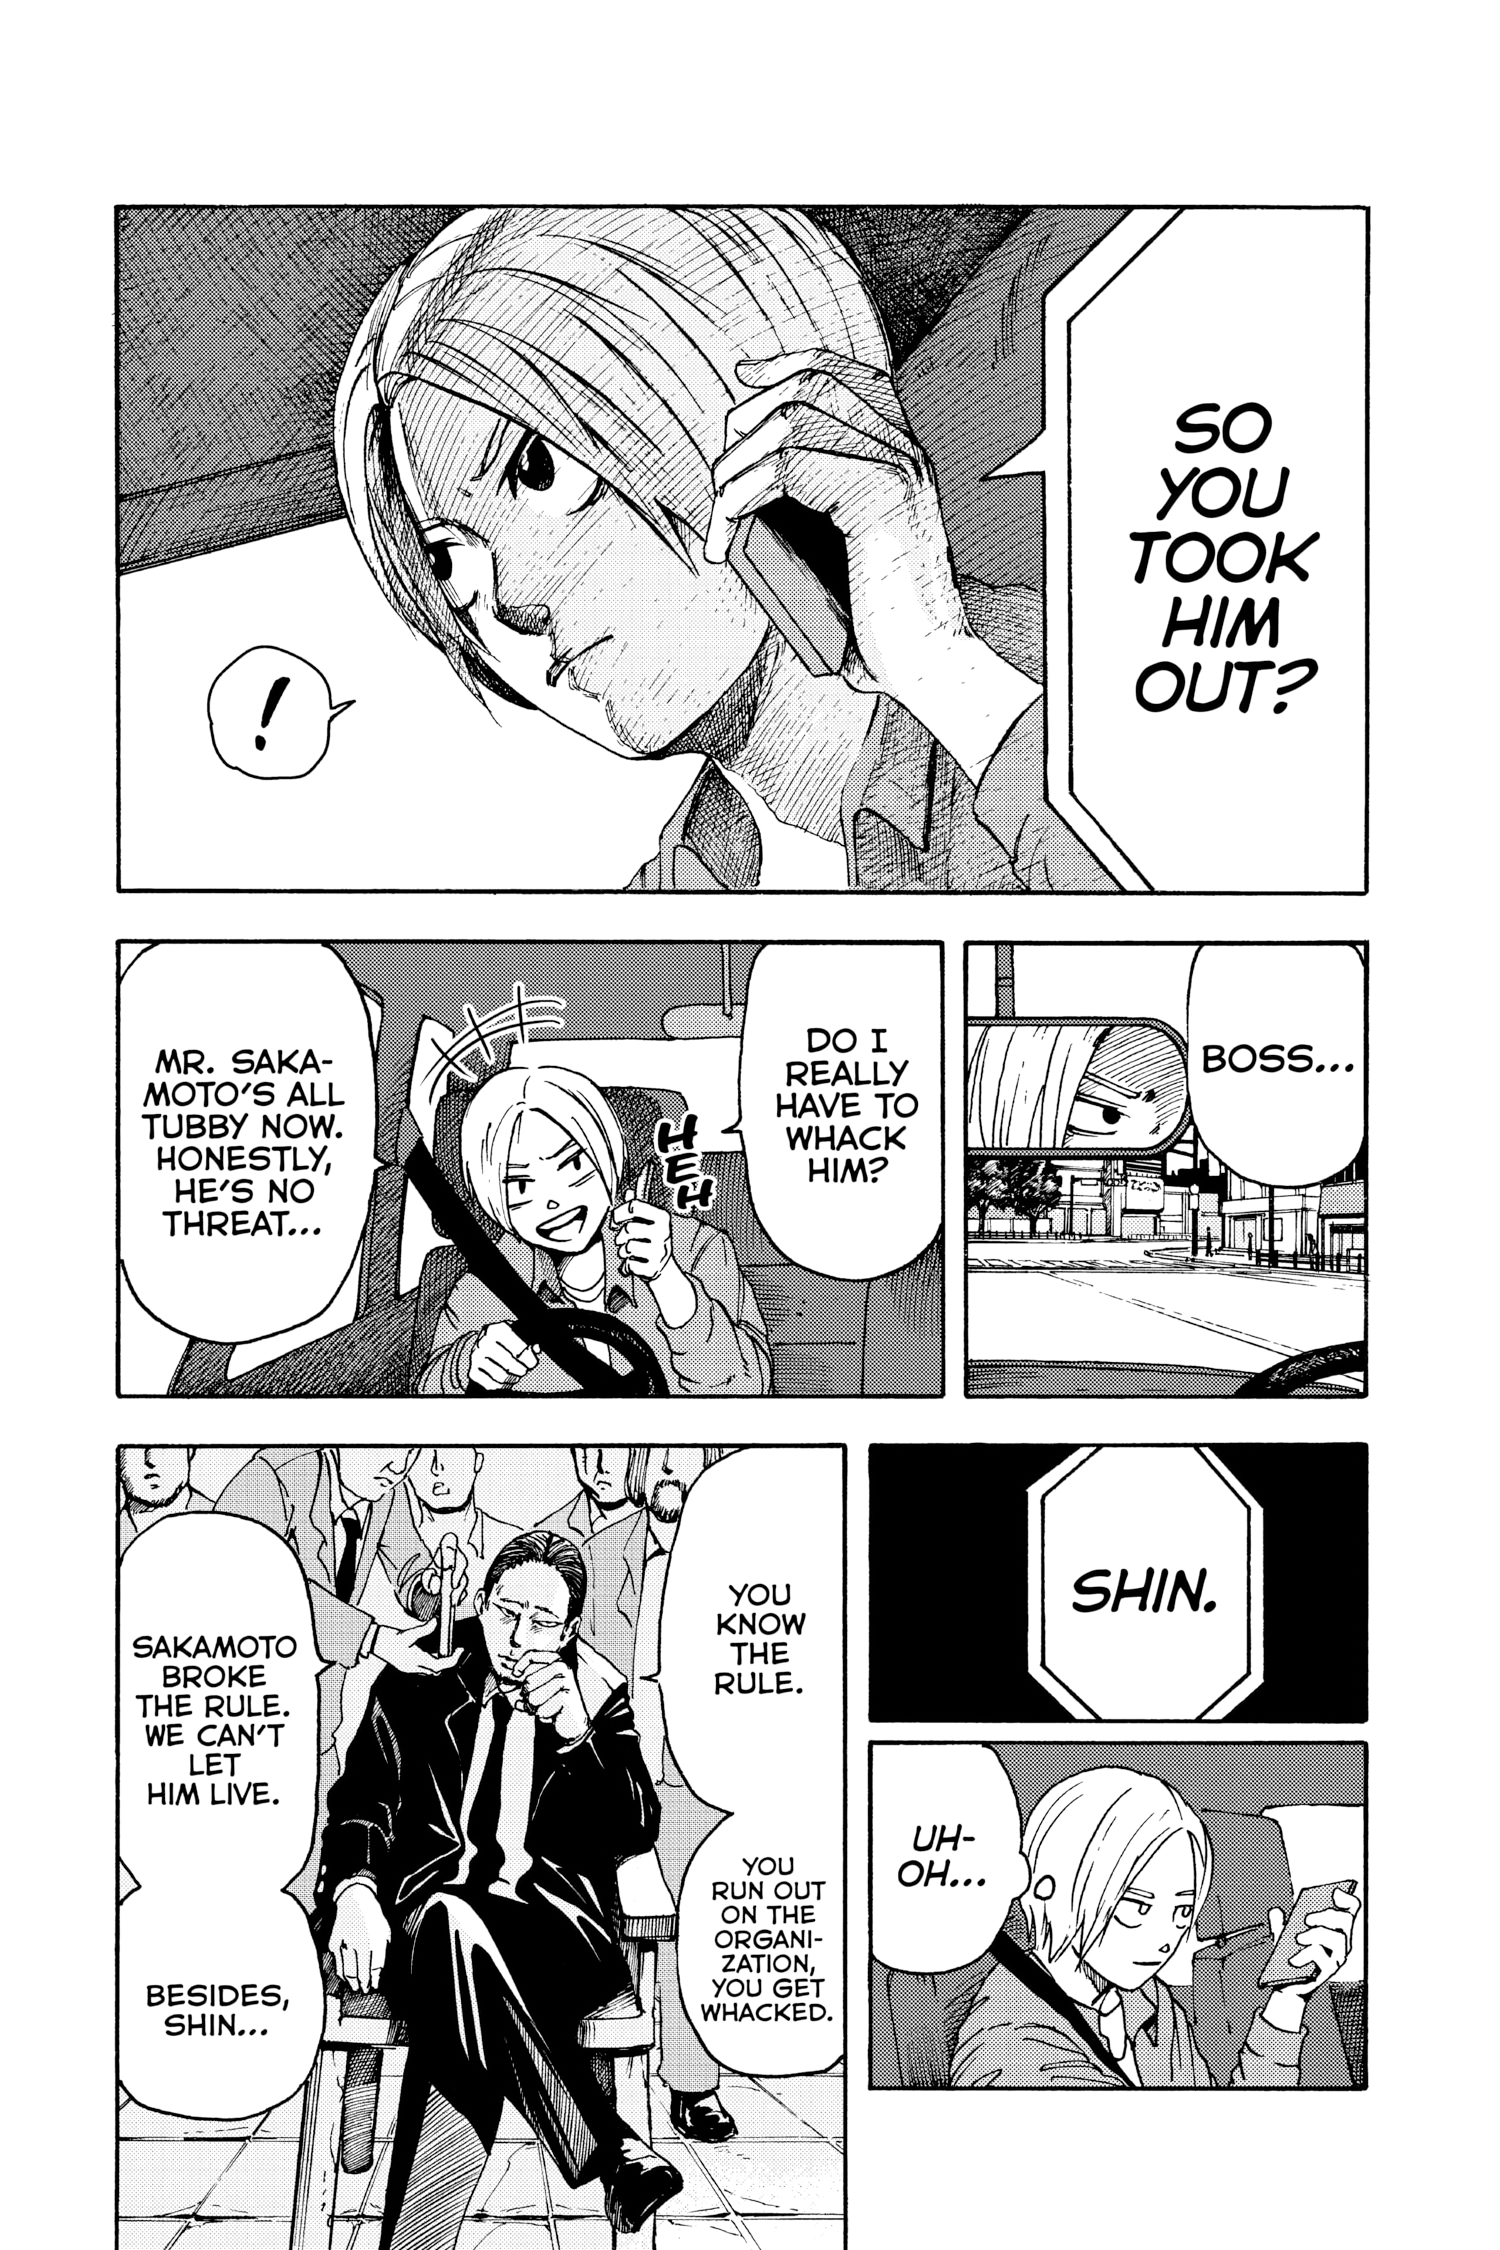 SO
YOU
TOOK
HIM
OUT?
!
BOSS...
DO I
REALLY
HAVE TO
WHACK
HIM?
HEH
MR. SAKA-
MOTO'S ALL
TUBBY NOW.
HONESTLY,
HE'S NO
THREAT...
SHIN.
UH-
OH...
YOU
KNOW
THE
RULE.
YOU
RUN OUT
ON THE
ORGANI-
ZATION,
YOU GET
WHACKED.
SAKAMOTO
BROKE
THE RULE.
WE CAN'T
LET
HIM LIVE.
BESIDES,
SHIN...